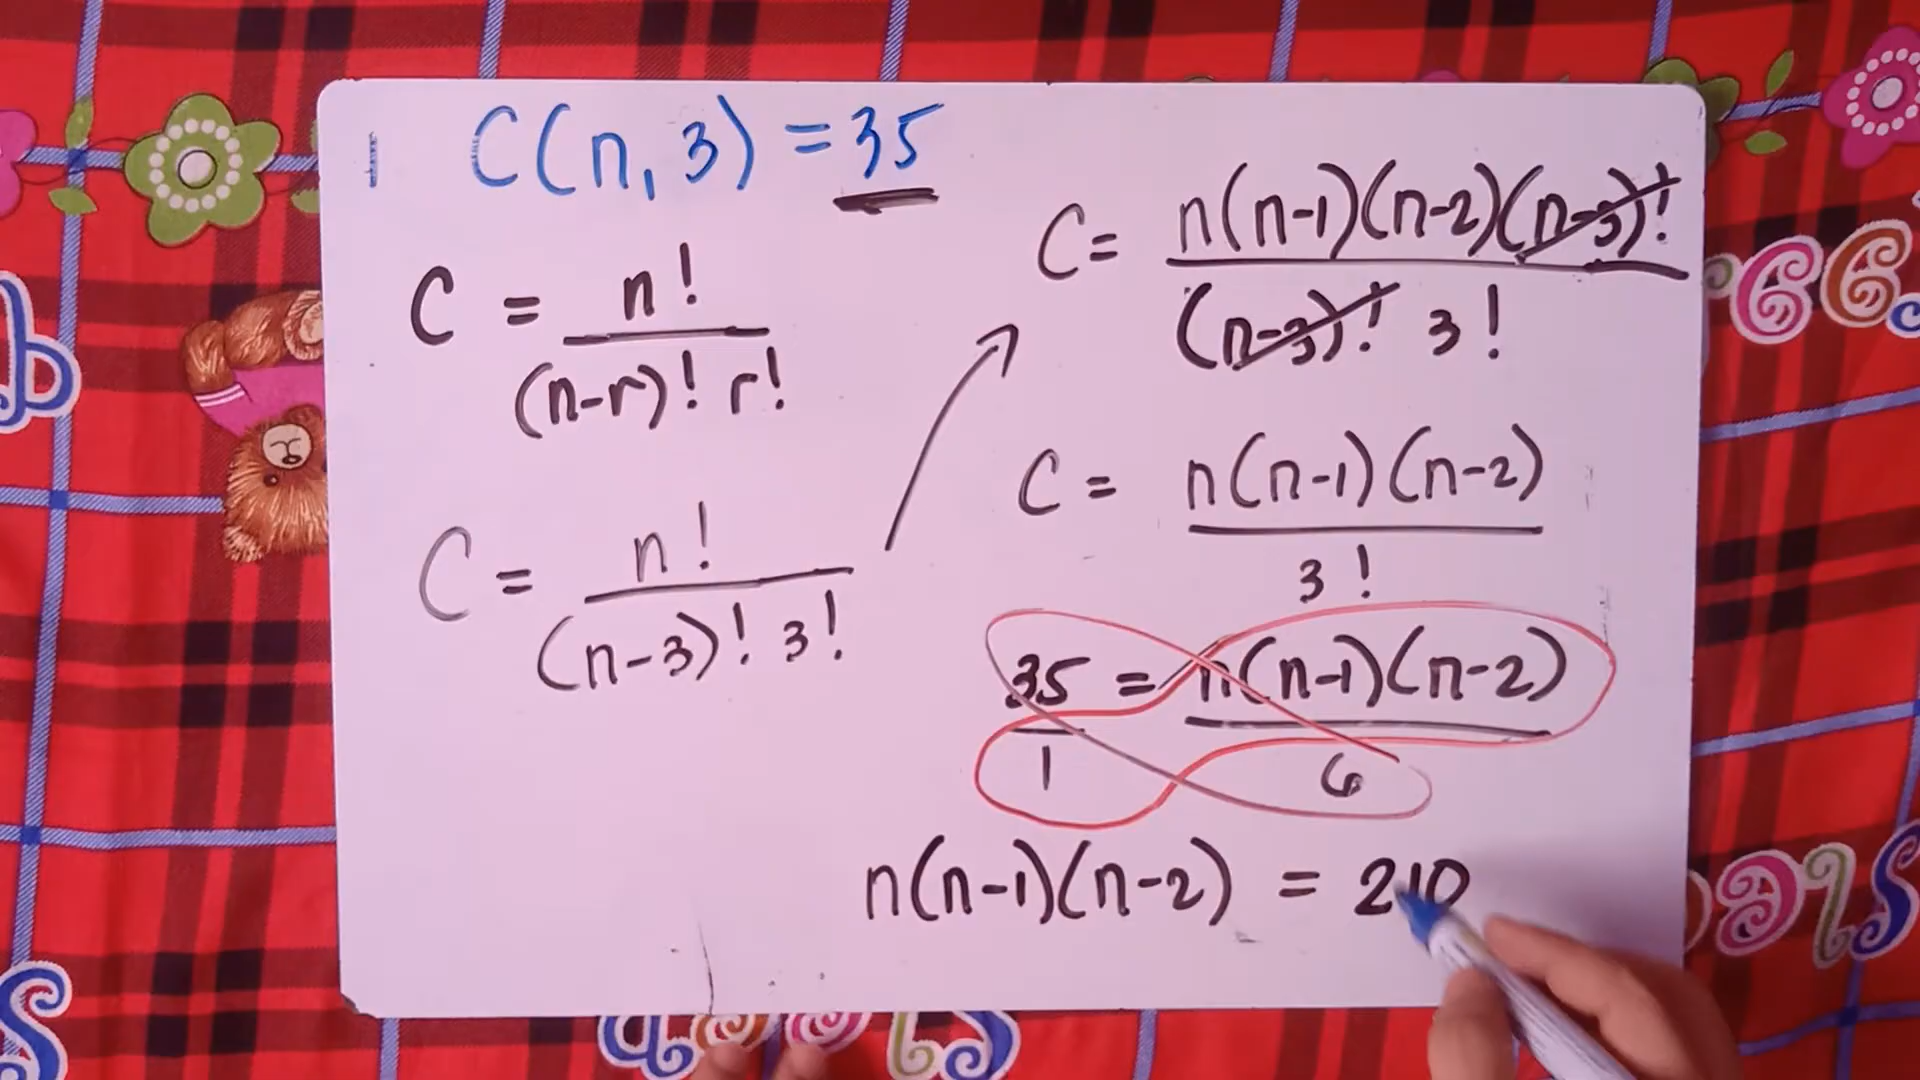 C(n,3) = 35
C = n! / (n-r)! r!
C = n! / (n-3)! 3!
C = n(n-1)(n-2)(n-3)! / (n-3)! 3!
C = n(n-1)(n-2) / 3!
35/1 = n(n-1)(n-2) / 6
n(n-1)(n-2) = 210